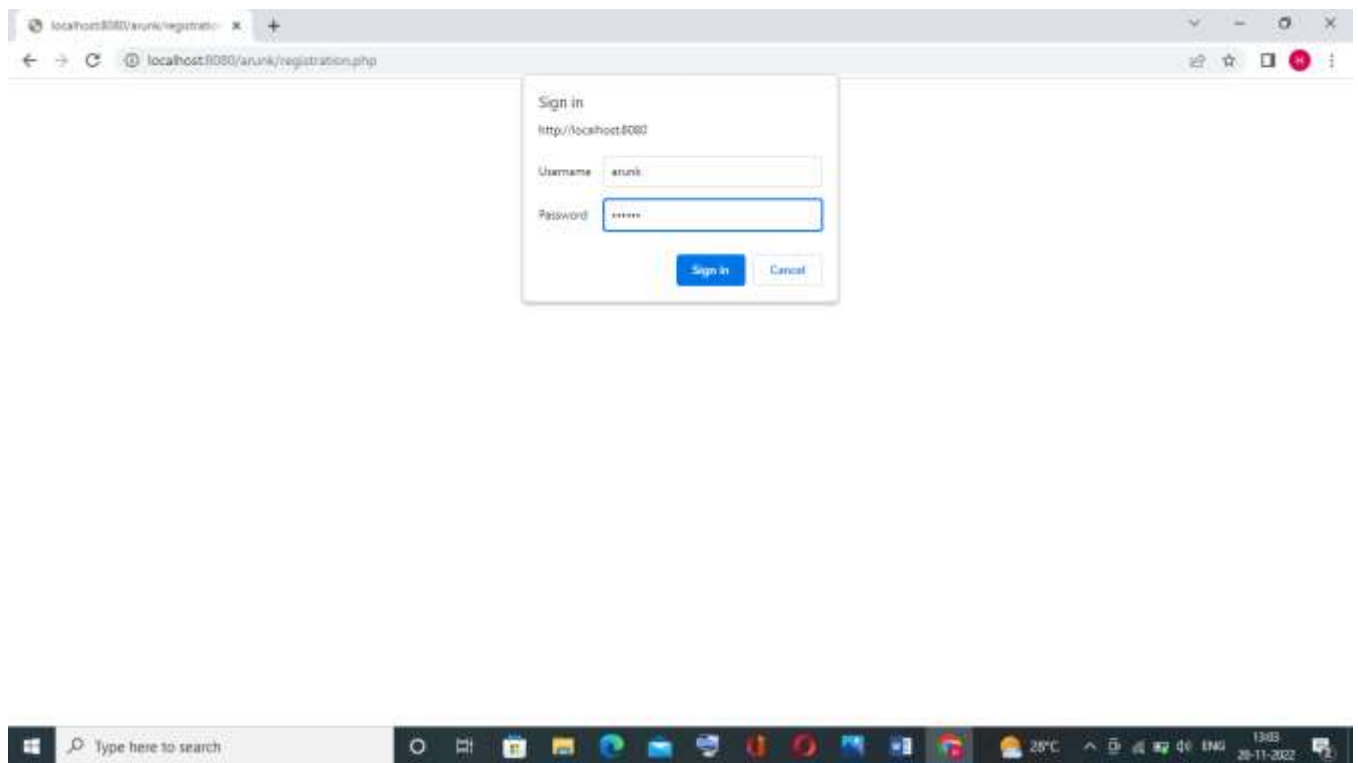 localhost:8080/arunk/registratio
localhost:8080/arunk/registration.php
H
Sign in
http://localhost:8080
Username arunk
Password ••••••
Sign in Cancel
Type here to search
28°C ENG 13:03
28-11-2022